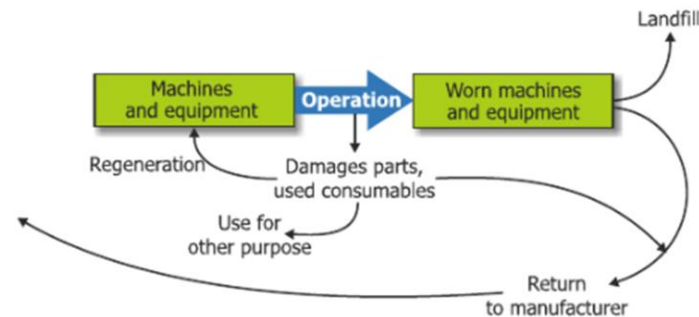 Landfill
Machines
and equipment
Operation
Worn machines
and equipment
Regeneration
Damages parts,
used consumables
Use for
other purpose
Return
to manufacturer